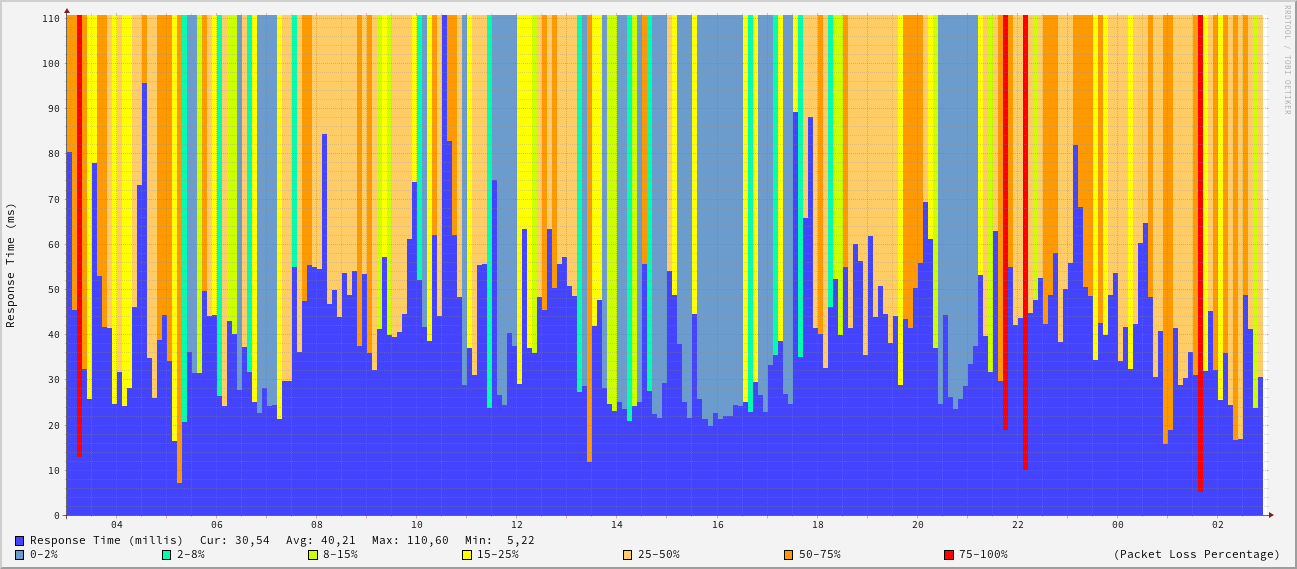 RRDTOOL / TOBI OETIKER
Response Time (ms)
110
100
90
80
70
60
50
40
30
20
10
0
04 06 08 10 12 14 16 18 20 22 00 02
Response Time (millis) Cur: 30,54 Avg: 40,21 Max: 110,60 Min: 5,22
0-2% 2-8% 8-15% 15-25% 25-50% 50-75% 75-100% (Packet Loss Percentage)